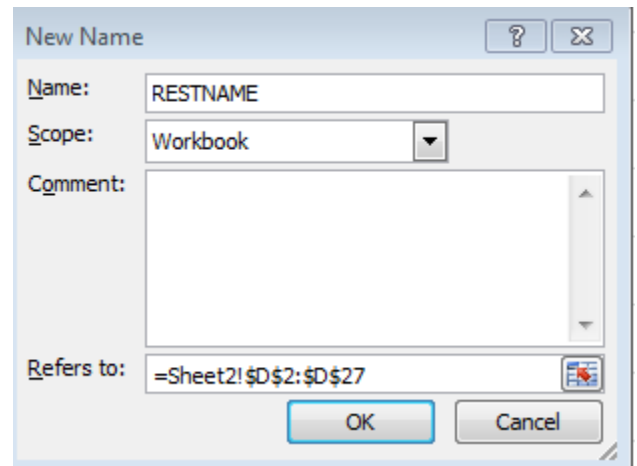 New Name
Name: RESTNAME
Scope: Workbook
Comment:
Refers to: =Sheet2!$D$2:$D$27
OK Cancel